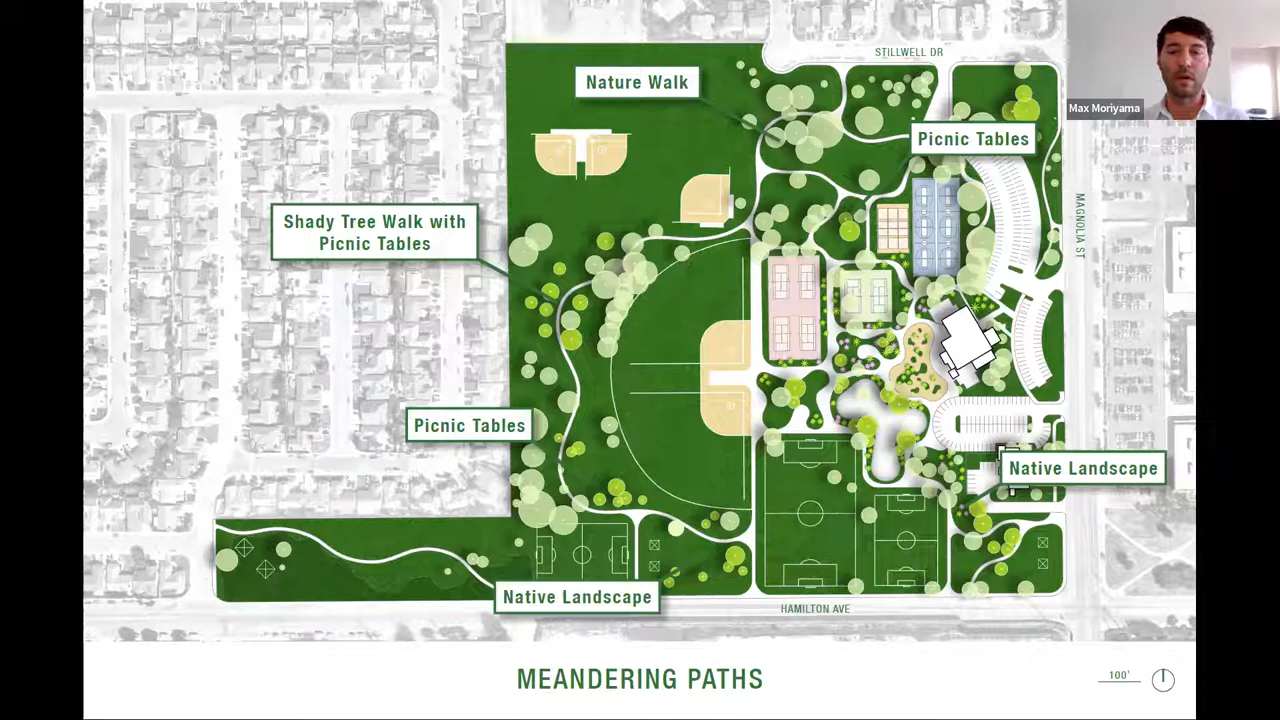 STILLWELL DR
Nature Walk
Max Moriyama
Picnic Tables
Shady Tree Walk with
Picnic Tables
MAGNOLIA ST
Picnic Tables
Native Landscape
Native Landscape
HAMILTON AVE
MEANDERING PATHS
100'